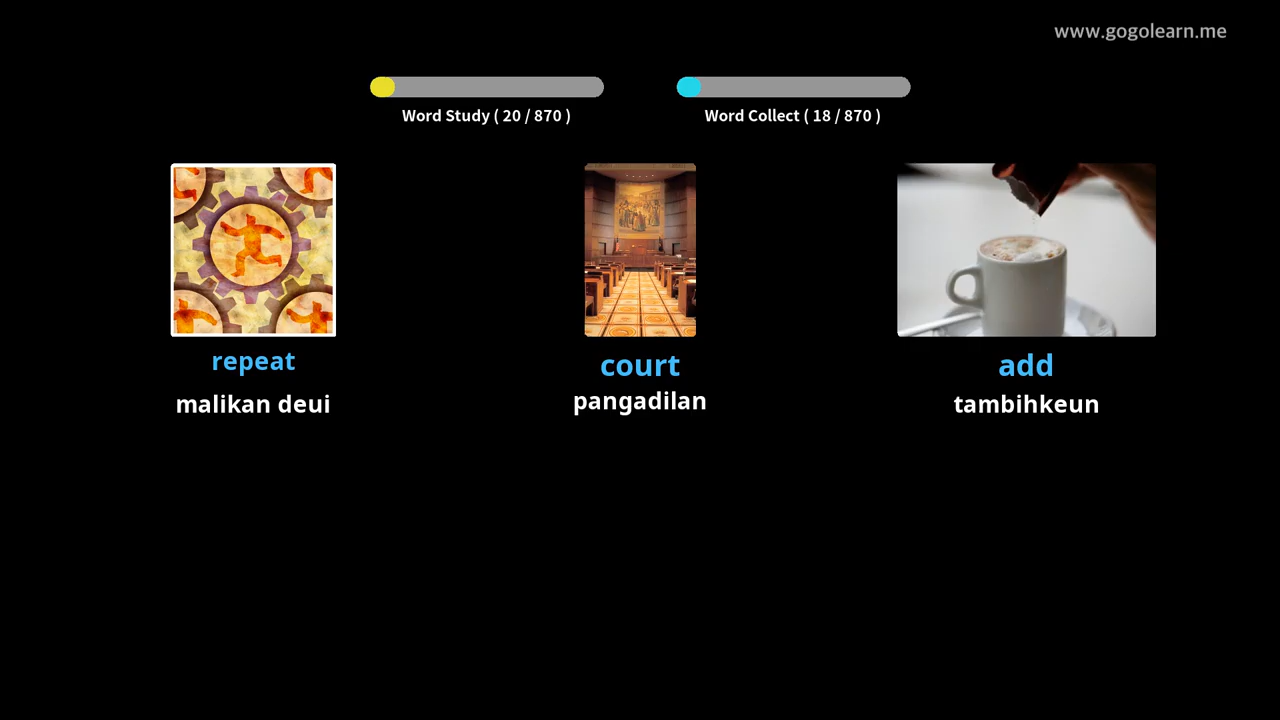 www.gogolearn.me
Word Study ( 20 / 870 )
Word Collect ( 18 / 870 )
repeat
malikan deui
court
pangadilan
add
tambihkeun